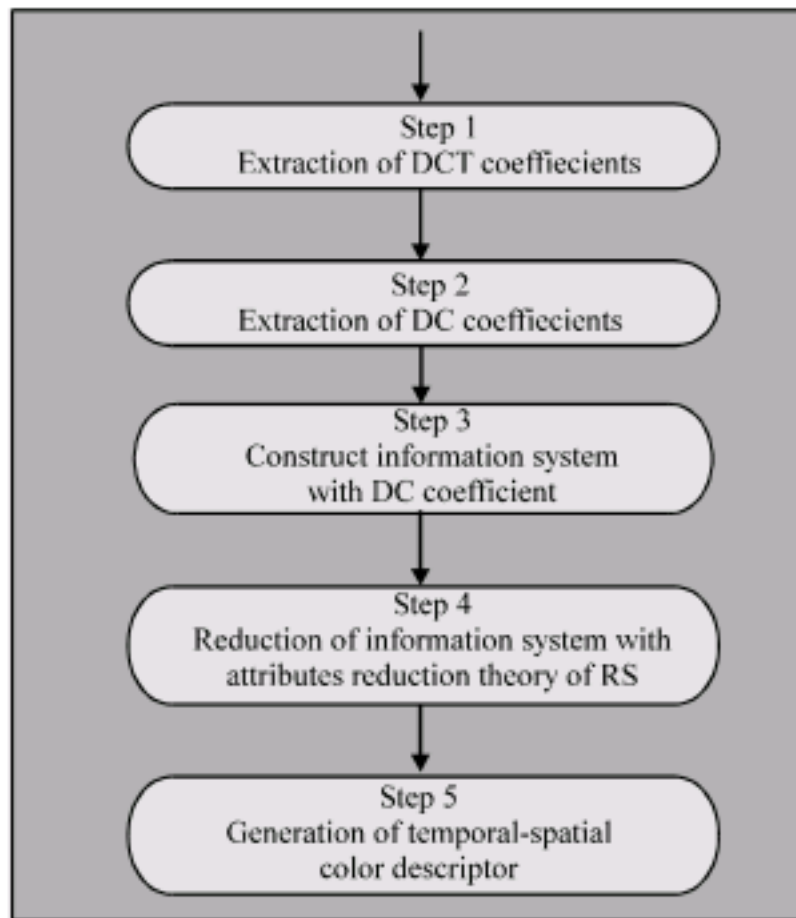 Step 1
Extraction of DCT coeffiecients
Step 2
Extraction of DC coeffiecients
Step 3
Construct information system
with DC coefficient
Step 4
Reduction of information system with
attributes reduction theory of RS
Step 5
Generation of temporal-spatial
color descriptor